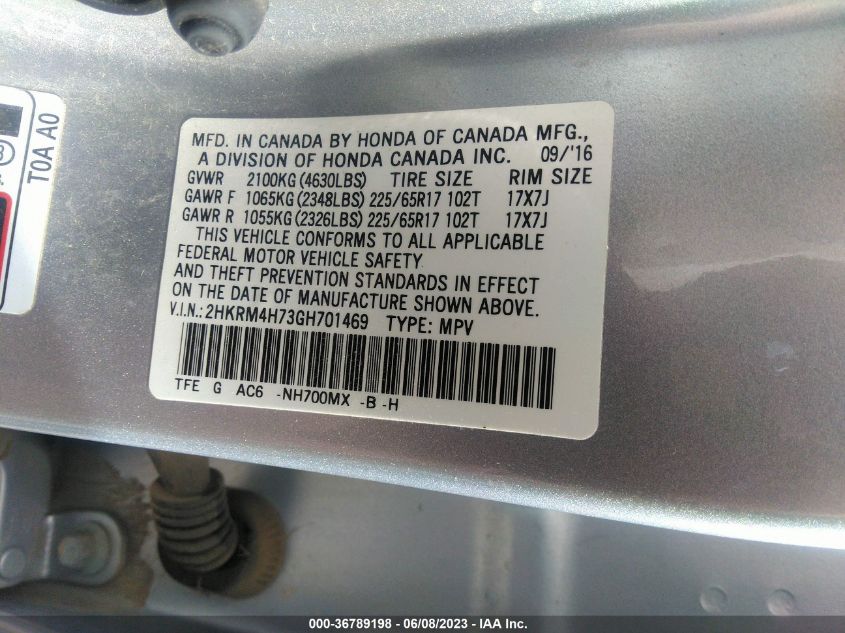 MFD. IN CANADA BY HONDA OF CANADA MFG.,
A DIVISION OF HONDA CANADA INC. 09/'16
GVWR 2100KG (4630LBS) TIRE SIZE RIM SIZE
GAWR F 1065KG (2348LBS) 225/65R17 102T 17X7J
GAWR R 1055KG (2326LBS) 225/65R17 102T 17X7J
THIS VEHICLE CONFORMS TO ALL APPLICABLE
FEDERAL MOTOR VEHICLE SAFETY
AND THEFT PREVENTION STANDARDS IN EFFECT
ON THE DATE OF MANUFACTURE SHOWN ABOVE.
V.I.N.: 2HKRM4H73GH701469 TYPE: MPV
TFE G AC6 -NH700MX -B -H
T0A A0
000-36789198 - 06/08/2023 - IAA Inc.